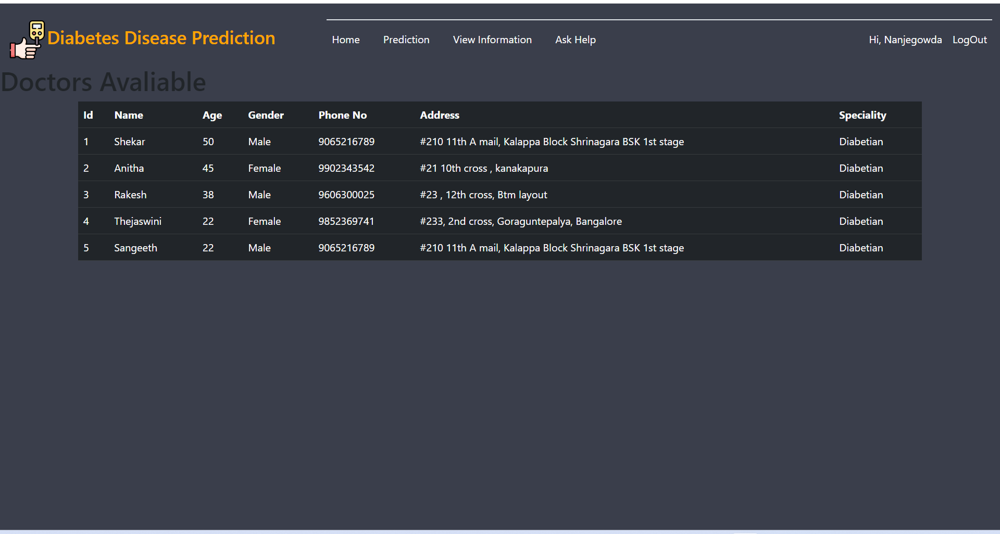 Diabetes Disease Prediction
Home Prediction View Information Ask Help Hi, Nanjegowda LogOut
Doctors Avaliable
Id Name Age Gender Phone No Address Speciality
1 Shekar 50 Male 9065216789 #210 11th A mail, Kalappa Block Shrinagara BSK 1st stage Diabetian
2 Anitha 45 Female 9902343542 #21 10th cross , kanakapura Diabetian
3 Rakesh 38 Male 9606300025 #23 , 12th cross, Btm layout Diabetian
4 Thejaswini 22 Female 9852369741 #233, 2nd cross, Goraguntepalya, Bangalore Diabetian
5 Sangeeth 22 Male 9065216789 #210 11th A mail, Kalappa Block Shrinagara BSK 1st stage Diabetian